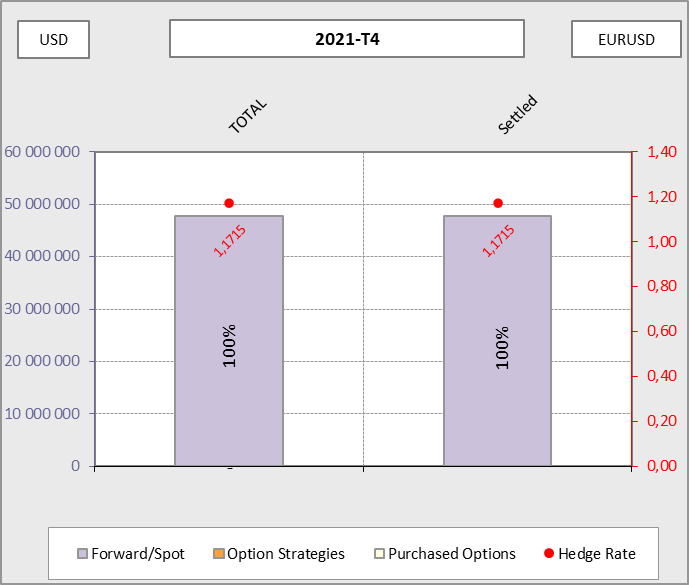 USD
2021-T4
EURUSD
TOTAL
Settled
60 000 000
50 000 000
40 000 000
30 000 000
20 000 000
10 000 000
0
1,40
1,20
1,00
0,80
0,60
0,40
0,20
0,00
1,1715
1,1715
100%
100%
-
Forward/Spot
Option Strategies
Purchased Options
Hedge Rate